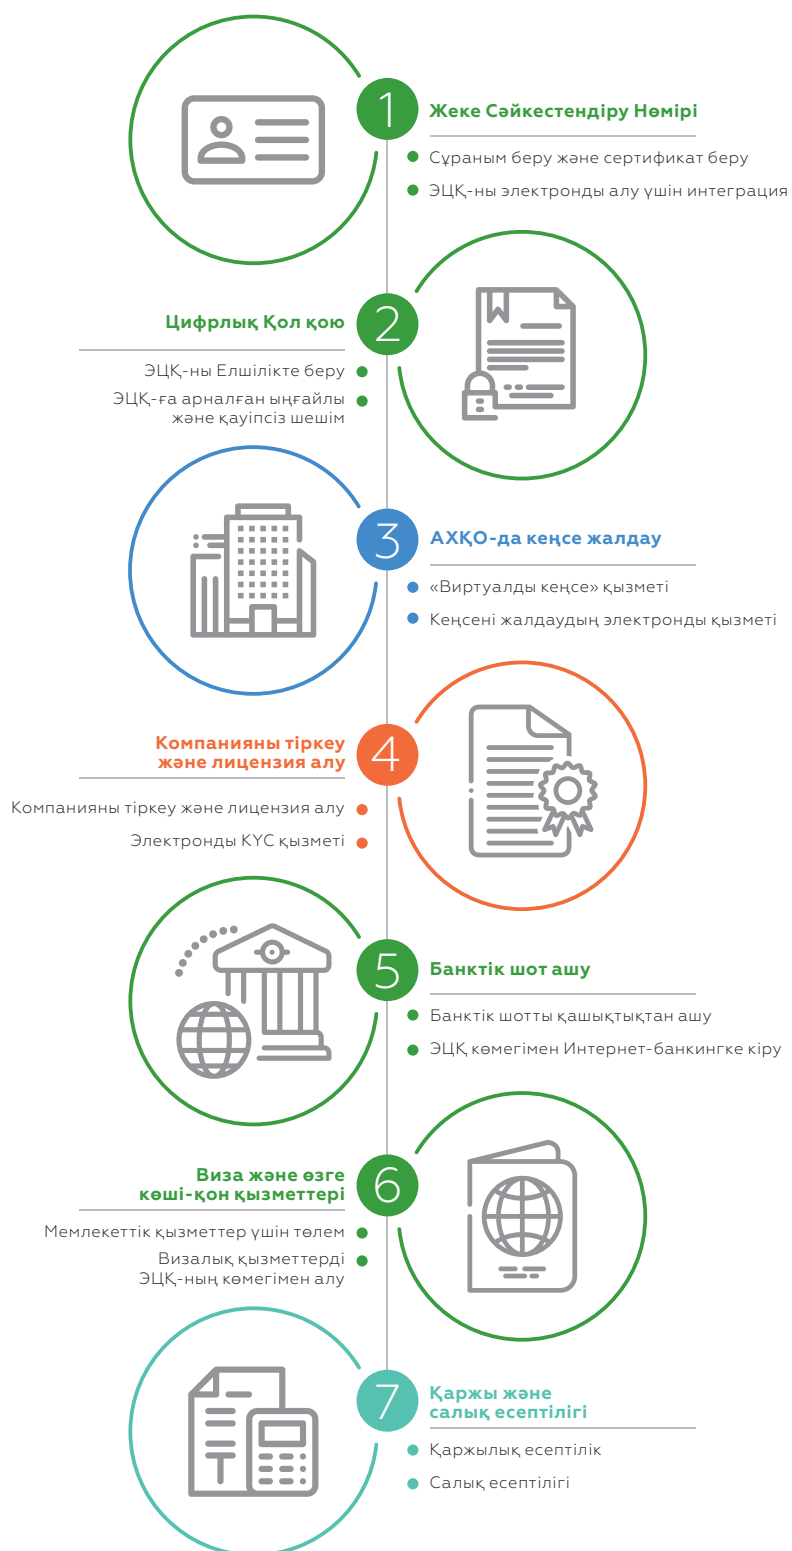 1
Жеке Сәйкестендіру Нөмірі
Сұраным беру және сертификат беру
ЭЦҚ-ны электронды алу үшін интеграция
2
Цифрлық Қол қою
ЭЦҚ-ны Елшілікте беру
ЭЦҚ-ға арналған ыңғайлы
және қауіпсіз шешім
3
АХҚО-да кеңсе жалдау
«Виртуалды кеңсе» қызметі
Кеңсені жалдаудың электронды қызметі
4
Компанияны тіркеу
және лицензия алу
Компанияны тіркеу және лицензия алу
Электронды KYC қызметі
5
Банктік шот ашу
Банктік шотты қашықтықтан ашу
ЭЦҚ көмегімен Интернет-банкингке кіру
6
Виза және өзге
көші-қон қызметтері
Мемлекеттік қызметтер үшін төлем
Визалық қызметтерді
ЭЦҚ-ның көмегімен алу
7
Қаржы және
салық есептілігі
Қаржылық есептілік
Салық есептілігі